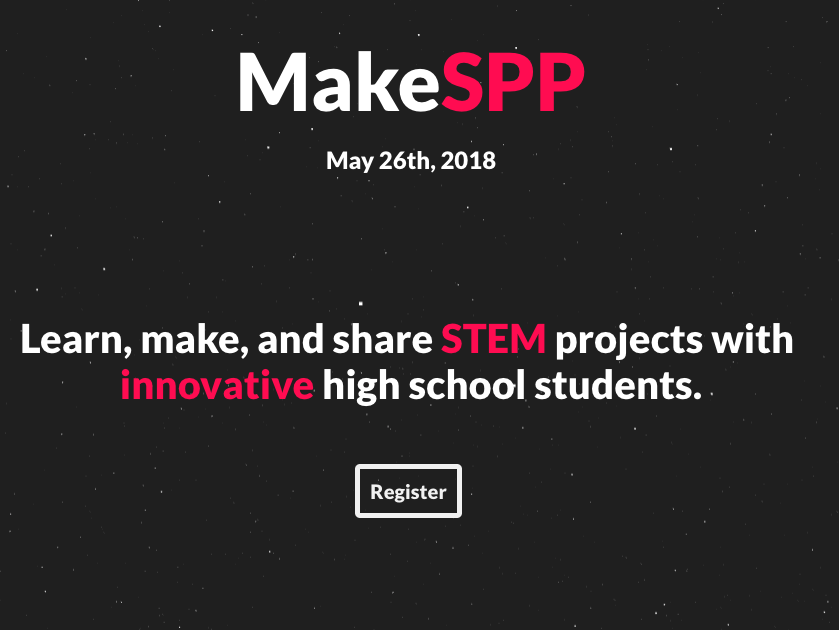 MakeSPP
May 26th, 2018
Learn, make, and share STEM projects with
innovative high school students.
Register